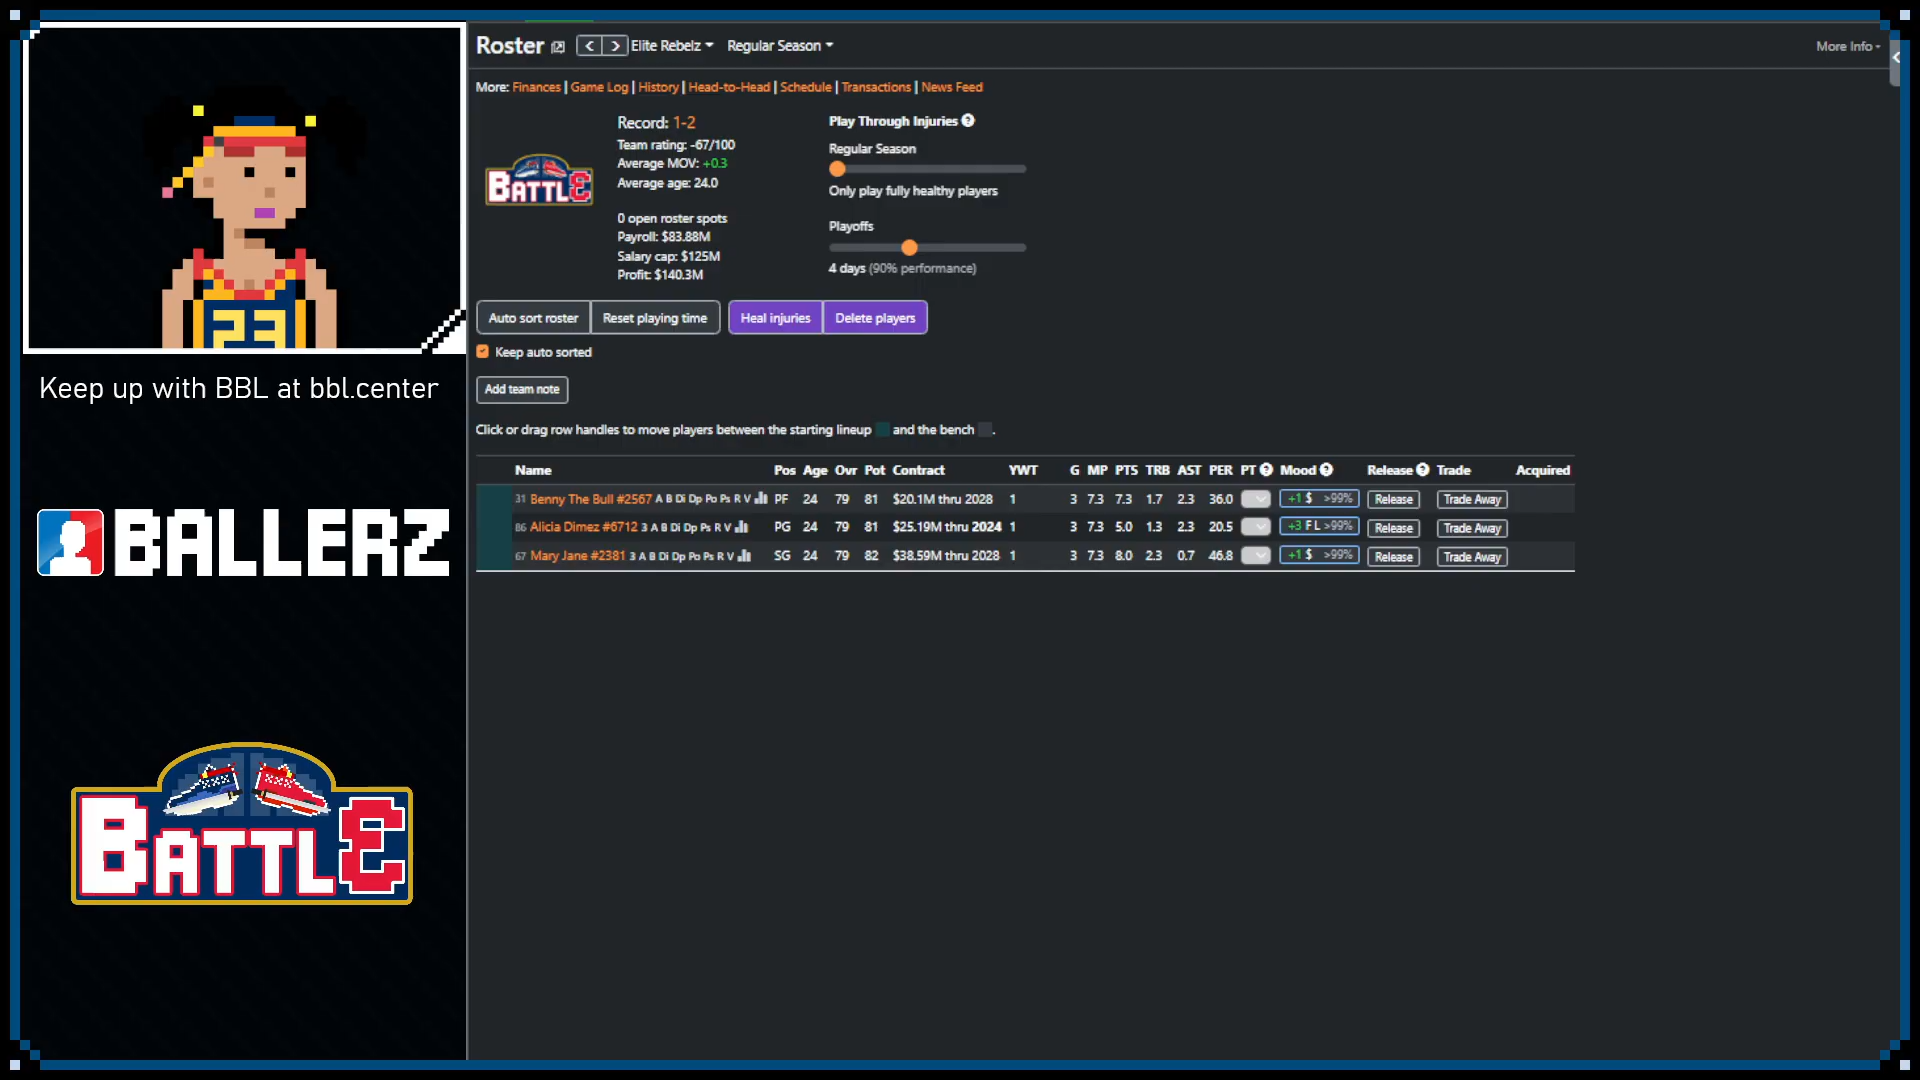 23
Keep up with BBL at bbl.center
BALLERZ
BATTLE
Roster Elite Rebelz Regular Season More Info
More: Finances | Game Log | History | Head-to-Head | Schedule | Transactions | News Feed
BATTLE
Record: 1-2
Team rating: -67/100
Average MOV: +0.3
Average age: 24.0
0 open roster spots
Payroll: $83.88M
Salary cap: $125M
Profit: $140.3M
Play Through Injuries ?
Regular Season
Only play fully healthy players
Playoffs
4 days (90% performance)
Auto sort roster Reset playing time Heal injuries Delete players
Keep auto sorted
Add team note
Click or drag row handles to move players between the starting lineup and the bench .
Name Pos Age Ovr Pot Contract YWT G MP PTS TRB AST PER PT ? Mood ? Release ? Trade Acquired
31 Benny The Bull #2567 A B Di Dp Po Ps R V PF 24 79 81 $20.1M thru 2028 1 3 7.3 7.3 1.7 2.3 36.0 +1 $ >99% Release Trade Away
86 Alicia Dimez #6712 3 A B Di Dp Ps R V PG 24 79 81 $25.19M thru 2024 1 3 7.3 5.0 1.3 2.3 20.5 +3 F L >99% Release Trade Away
67 Mary Jane #2381 3 A B Di Dp Po Ps R V SG 24 79 82 $38.59M thru 2028 1 3 7.3 8.0 2.3 0.7 46.8 +1 $ >99% Release Trade Away